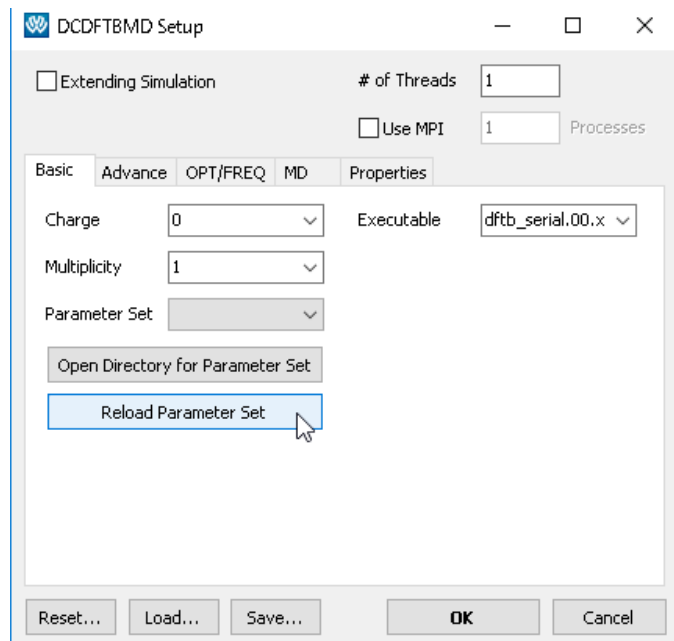 DCDFTBMD Setup
Extending Simulation
# of Threads 1
Use MPI 1 Processes
Basic Advance OPT/FREQ MD Properties
Charge 0 Executable dftb_serial.00.x
Multiplicity 1
Parameter Set
Open Directory for Parameter Set
Reload Parameter Set
Reset... Load... Save... OK Cancel